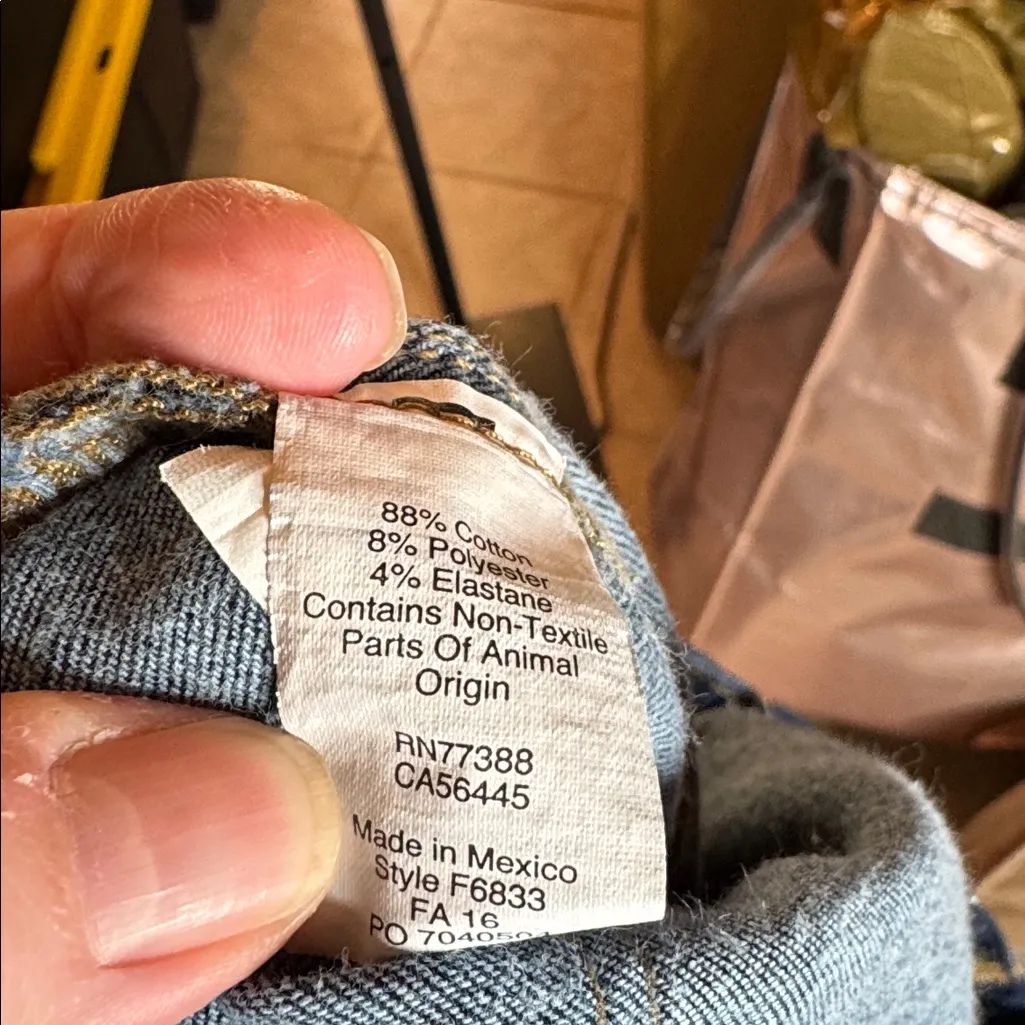 88% Cotton
8% Polyester
4% Elastane
Contains Non-Textile
Parts Of Animal
Origin
RN77388
CA56445
Made in Mexico
Style F6833
FA 16
PO